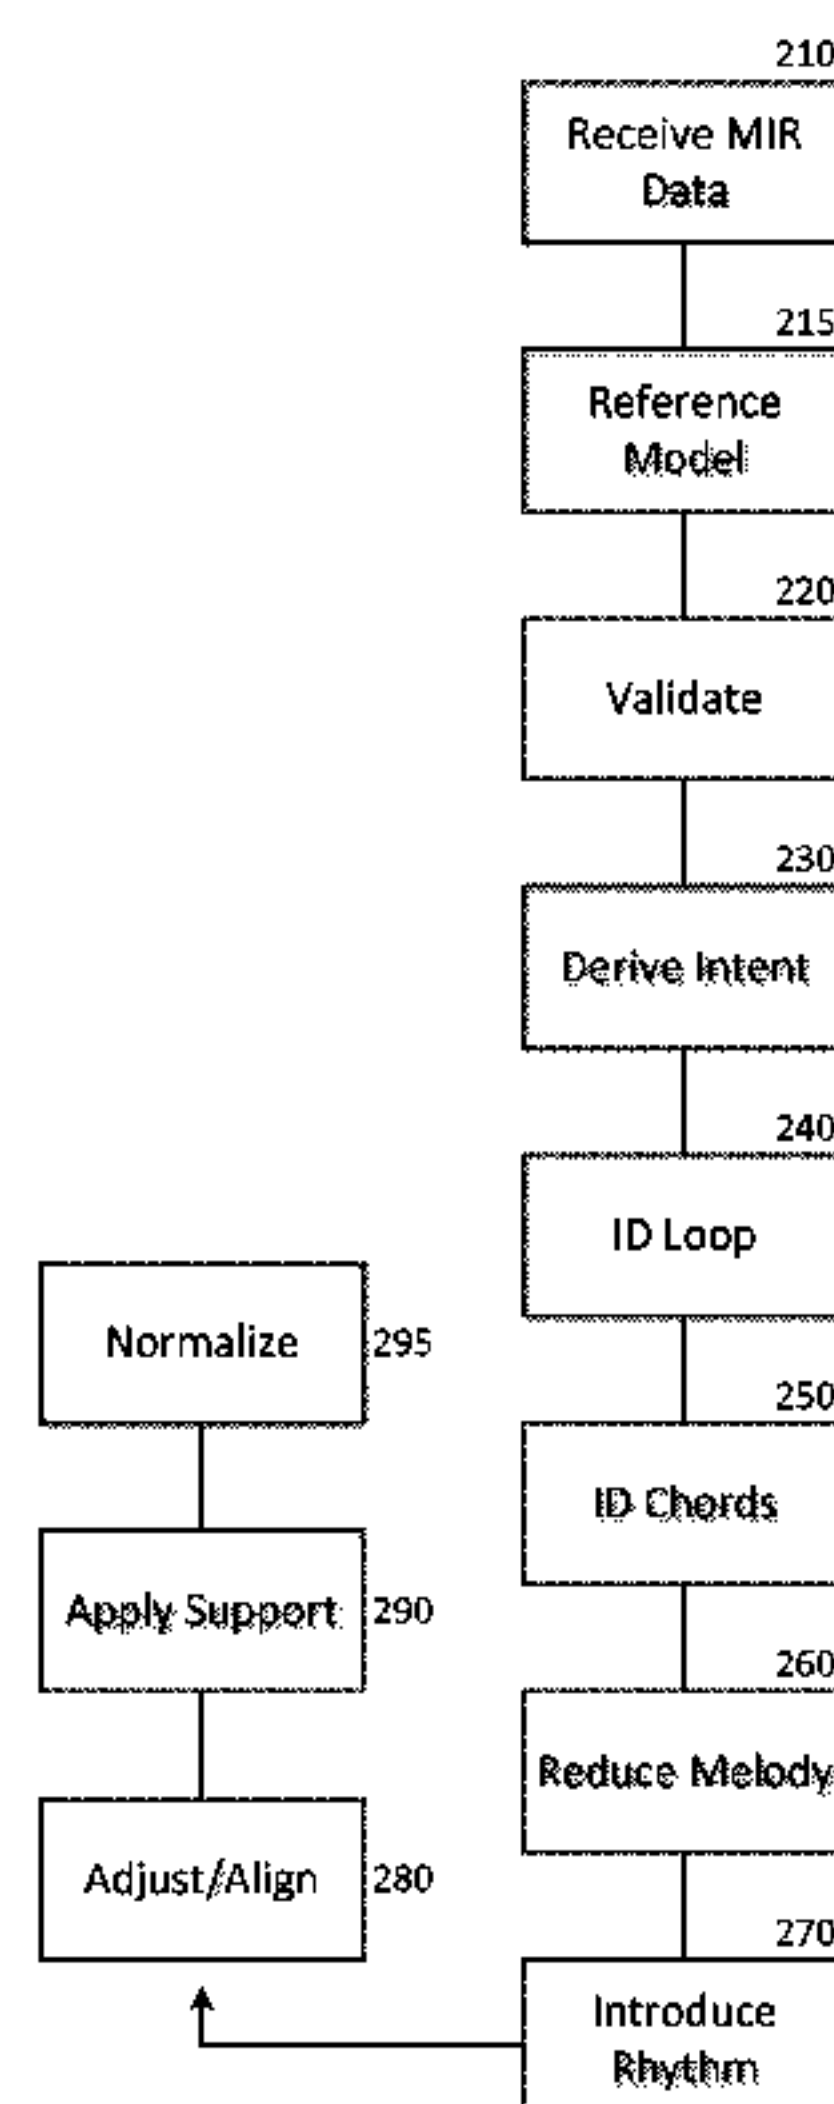 210
Receive MIR
Data
215
Reference
Model
220
Validate
230
Derive Intent
240
ID Loop
250
ID Chords
260
Reduce Melody
270
Introduce
Rhythm
Adjust/Align
280
Apply Support
290
Normalize
295